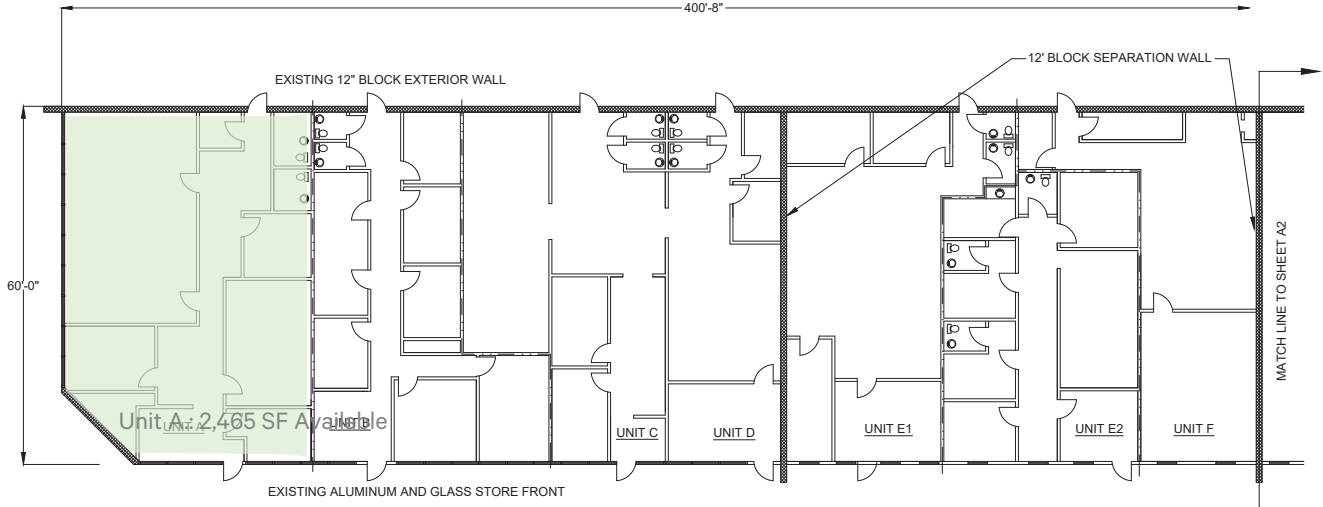 400'-8"
EXISTING 12" BLOCK EXTERIOR WALL
12' BLOCK SEPARATION WALL
60'-0"
MATCH LINE TO SHEET A2
Unit A : 2,465 SF Available
UNIT A
UNIT B
UNIT C
UNIT D
UNIT E1
UNIT E2
UNIT F
EXISTING ALUMINUM AND GLASS STORE FRONT